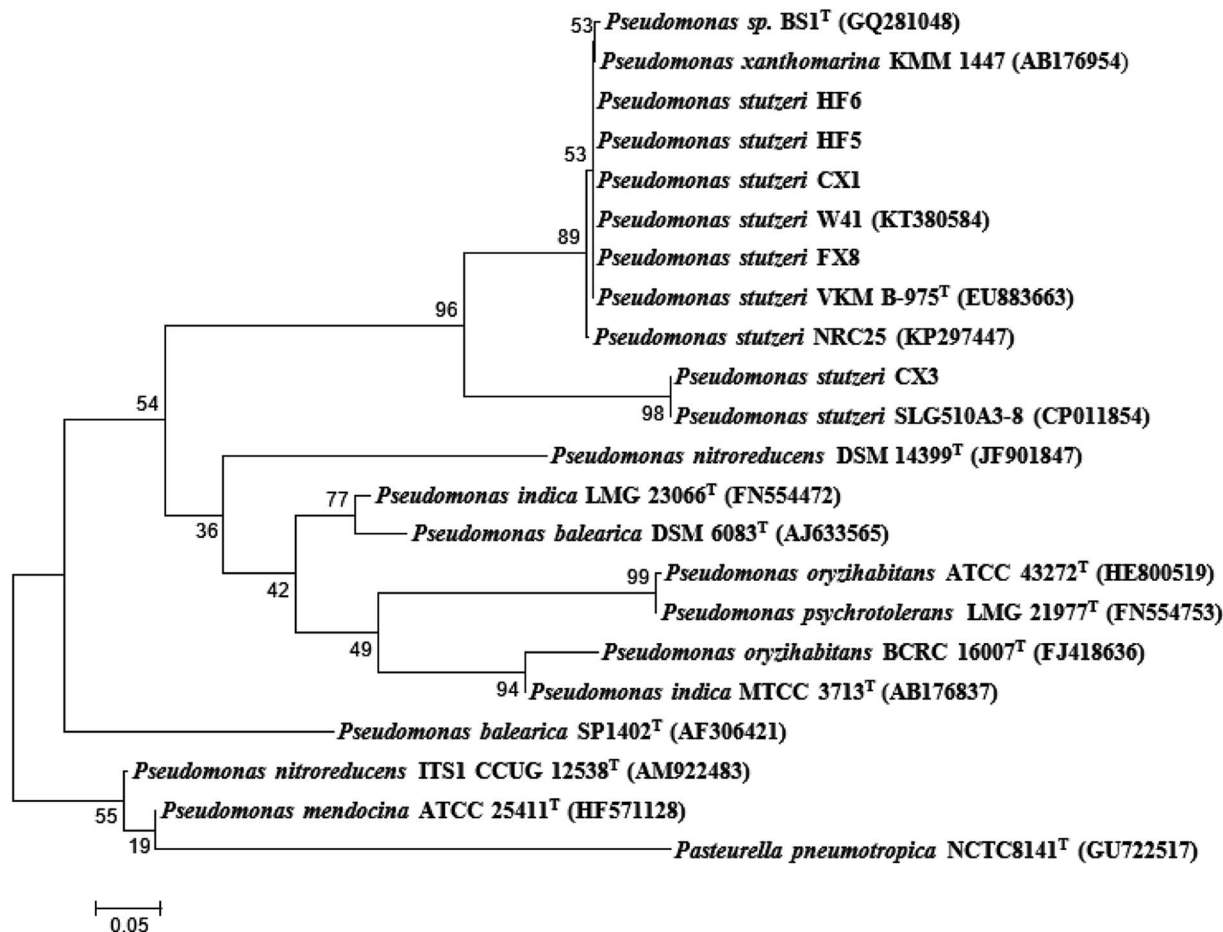 53
Pseudomonas sp. BS1ᵀ (GQ281048)
Pseudomonas xanthomarina KMM 1447 (AB176954)
Pseudomonas stutzeri HF6
Pseudomonas stutzeri HF5
53
Pseudomonas stutzeri CX1
Pseudomonas stutzeri W41 (KT380584)
89
Pseudomonas stutzeri FX8
Pseudomonas stutzeri VKM B-975ᵀ (EU883663)
96
Pseudomonas stutzeri NRC25 (KP297447)
Pseudomonas stutzeri CX3
54
98
Pseudomonas stutzeri SLG510A3-8 (CP011854)
Pseudomonas nitroreducens DSM 14399ᵀ (JF901847)
77
Pseudomonas indica LMG 23066ᵀ (FN554472)
36
Pseudomonas balearica DSM 6083ᵀ (AJ633565)
99
Pseudomonas oryzihabitans ATCC 43272ᵀ (HE800519)
42
Pseudomonas psychrotolerans LMG 21977ᵀ (FN554753)
49
Pseudomonas oryzihabitans BCRC 16007ᵀ (FJ418636)
94
Pseudomonas indica MTCC 3713ᵀ (AB176837)
Pseudomonas balearica SP1402ᵀ (AF306421)
Pseudomonas nitroreducens ITS1 CCUG 12538ᵀ (AM922483)
55
Pseudomonas mendocina ATCC 25411ᵀ (HF571128)
19
Pasteurella pneumotropica NCTC8141ᵀ (GU722517)
0.05